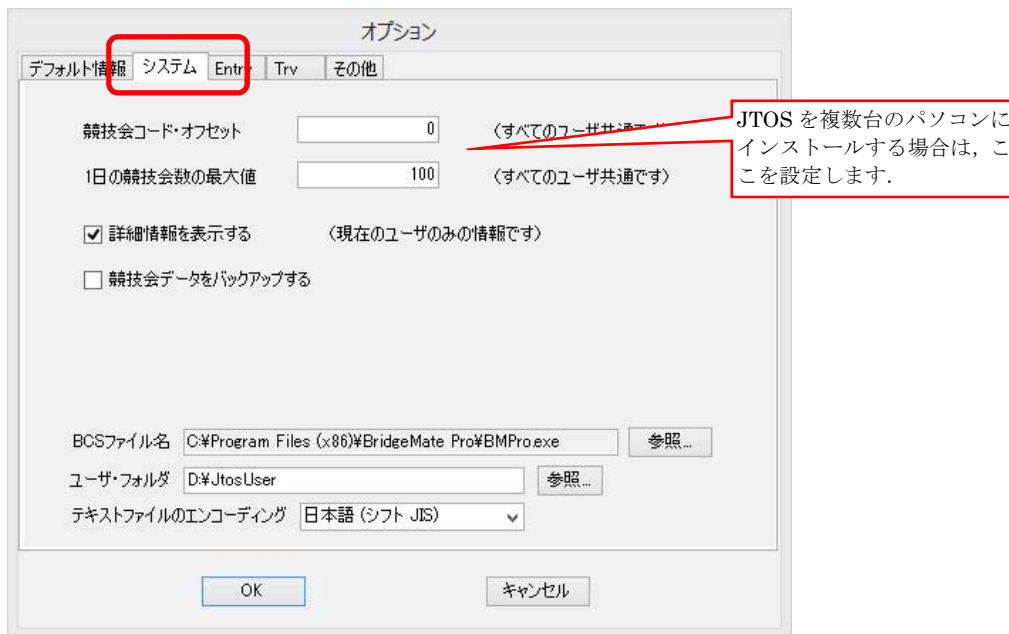 オプション
デフォルト情報 システム Entry Trv その他
競技会コード・オフセット 0 (すべてのユーザ共通です)
JTOS を複数台のパソコンに
インストールする場合は，こ
こを設定します．
1日の競技会数の最大値 100 (すべてのユーザ共通です)
詳細情報を表示する (現在のユーザのみの情報です)
競技会データをバックアップする
BCSファイル名 C:¥Program Files (x86)¥BridgeMate Pro¥BMPro.exe 参照...
ユーザ・フォルダ D:¥JtosUser 参照...
テキストファイルのエンコーディング 日本語 (シフト JIS)
OK キャンセル